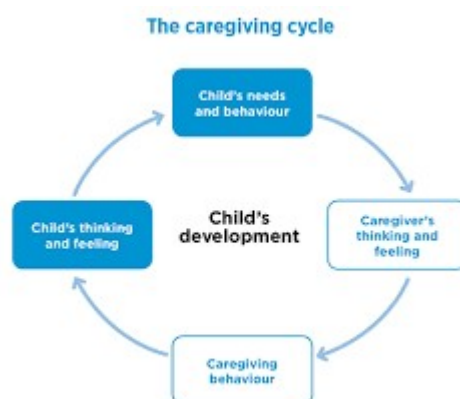 The caregiving cycle
Child's needs
and behaviour
Caregiver's
thinking and
feeling
Caregiving
behaviour
Child's thinking
and feeling
Child's
development